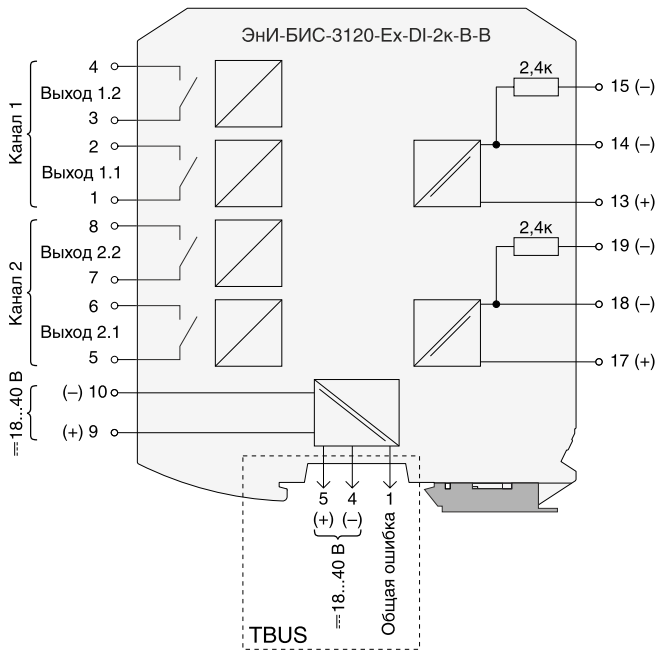 ЭнИ-БИС-3120-Ex-DI-2к-В-В
Канал 1
4
Выход 1.2
3
2
Выход 1.1
1
Канал 2
8
Выход 2.2
7
6
Выход 2.1
5
⎓18...40 В
(–) 10
(+) 9
2,4к
15 (–)
14 (–)
13 (+)
2,4к
19 (–)
18 (–)
17 (+)
5 4 1
(+) (–)
⎓18...40 В
Общая ошибка
TBUS